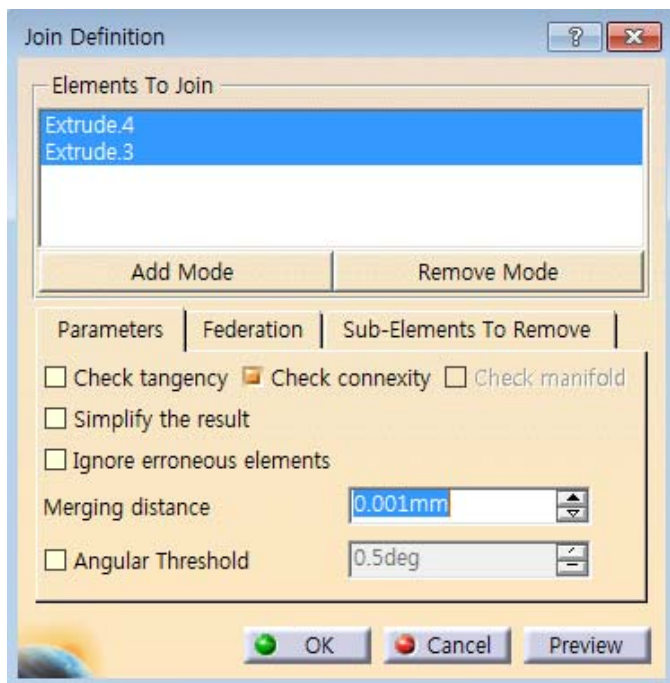 Join Definition
?
Elements To Join
Extrude.4
Extrude.3
Add Mode Remove Mode
Parameters Federation Sub-Elements To Remove
Check tangency Check connexity Check manifold
Simplify the result
Ignore erroneous elements
Merging distance 0.001mm
Angular Threshold 0.5deg
OK Cancel Preview